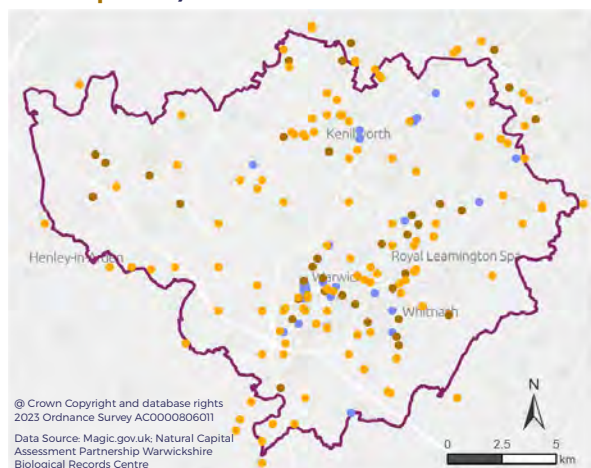 Kenilworth
Henley-in-Arden
Royal Leamington Spa
Warwick
Whitnash
@ Crown Copyright and database rights
2023 Ordnance Survey AC0000806011
Data Source: Magic.gov.uk; Natural Capital
Assessment Partnership Warwickshire
Biological Records Centre
N
0 2.5 5
km